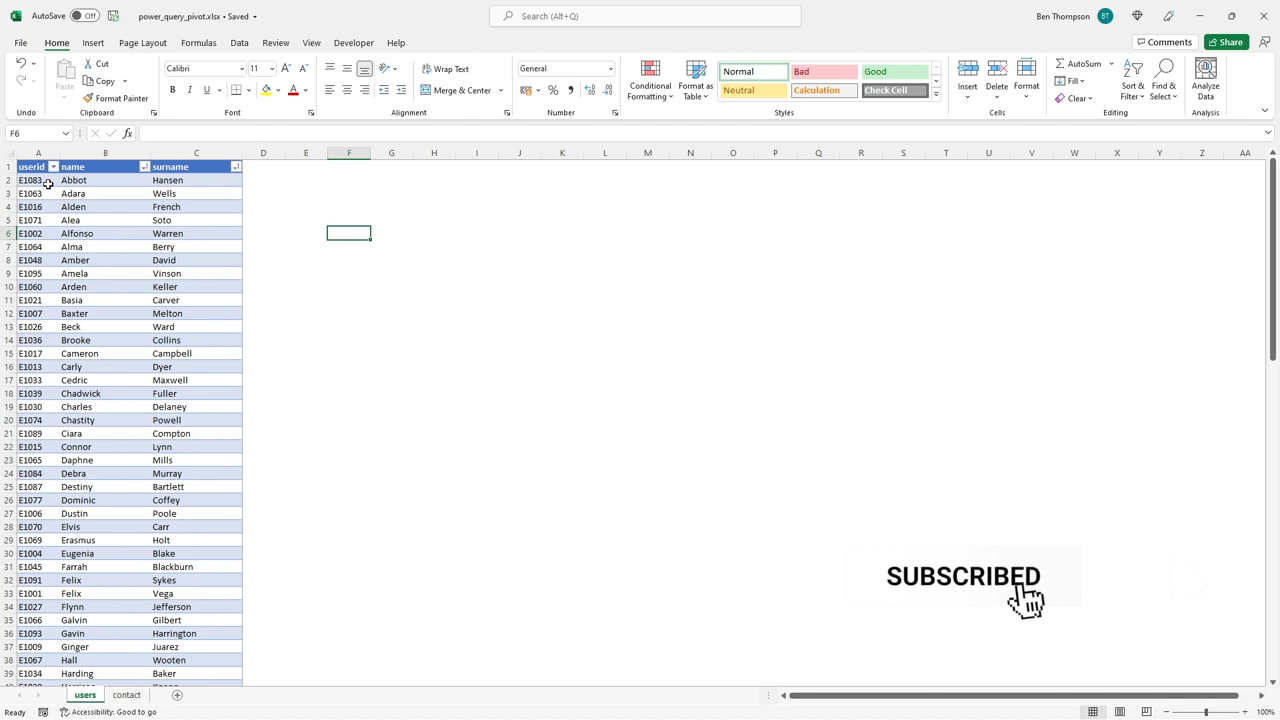 AutoSave Off power_query_pivot.xlsx • Saved Search (Alt+Q) Ben Thompson BT
File Home Insert Page Layout Formulas Data Review View Developer Help Comments Share
Paste Cut Copy Format Painter
Calibri 11 A A
B I U A
Wrap Text
Merge & Center
General
$ % 9
Conditional Formatting Format as Table
Normal Bad Good
Neutral Calculation Check Cell
Insert Delete Format
AutoSum
Fill
Clear
Sort & Filter Find & Select
Analyze Data
Undo Clipboard Font Alignment Number Styles Cells Editing Analysis
F6 fx
A B C D E F G H I J K L M N O P Q R S T U V W X Y Z AA
1 userid name surname
2 E1083 Abbot Hansen
3 E1063 Adara Wells
4 E1016 Alden French
5 E1071 Alea Soto
6 E1002 Alfonso Warren
7 E1064 Alma Berry
8 E1048 Amber David
9 E1095 Amela Vinson
10 E1060 Arden Keller
11 E1021 Basia Carver
12 E1007 Baxter Melton
13 E1026 Beck Ward
14 E1036 Brooke Collins
15 E1017 Cameron Campbell
16 E1013 Carly Dyer
17 E1033 Cedric Maxwell
18 E1039 Chadwick Fuller
19 E1030 Charles Delaney
20 E1074 Chastity Powell
21 E1089 Ciara Compton
22 E1015 Connor Lynn
23 E1065 Daphne Mills
24 E1084 Debra Murray
25 E1087 Destiny Bartlett
26 E1077 Dominic Coffey
27 E1006 Dustin Poole
28 E1070 Elvis Carr
29 E1069 Erasmus Holt
30 E1004 Eugenia Blake
31 E1045 Farrah Blackburn
32 E1091 Felix Sykes
33 E1001 Felix Vega
34 E1027 Flynn Jefferson
35 E1066 Galvin Gilbert
36 E1093 Gavin Harrington
37 E1009 Ginger Juarez
38 E1067 Hall Wooten
39 E1034 Harding Baker
SUBSCRIBED
users contact
Ready Accessibility: Good to go 100%